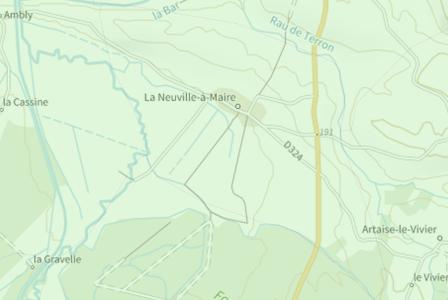 Ambly
la Bar
Rau de Terron
la Cassine
La Neuville-à-Maire
191
D324
Artaise-le-Vivier
la Gravelle
le Vivier